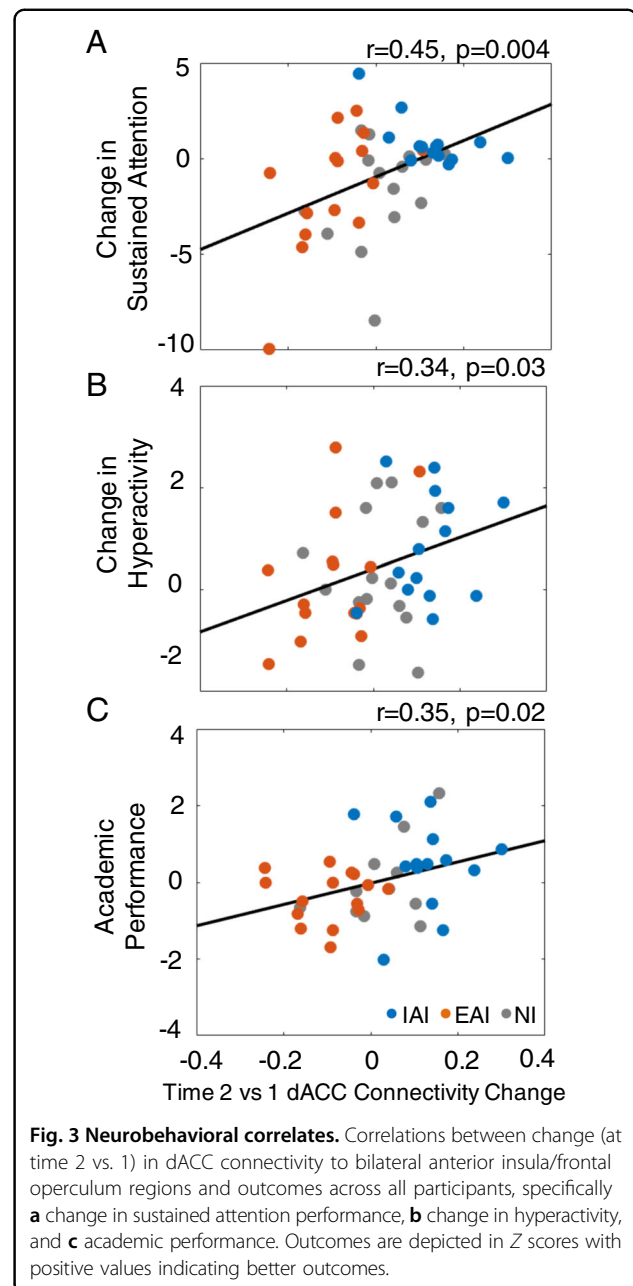 A
r=0.45, p=0.004
5
0
-5
-10
Change in
Sustained Attention
B
r=0.34, p=0.03
4
2
0
-2
Change in
Hyperactivity
C
r=0.35, p=0.02
4
2
0
-2
-4
Academic
Performance
IAI EAI NI
-0.4 -0.2 0 0.2 0.4
Time 2 vs 1 dACC Connectivity Change
Fig. 3 Neurobehavioral correlates. Correlations between change (at
time 2 vs. 1) in dACC connectivity to bilateral anterior insula/frontal
operculum regions and outcomes across all participants, specifically
a change in sustained attention performance, b change in hyperactivity,
and c academic performance. Outcomes are depicted in Z scores with
positive values indicating better outcomes.